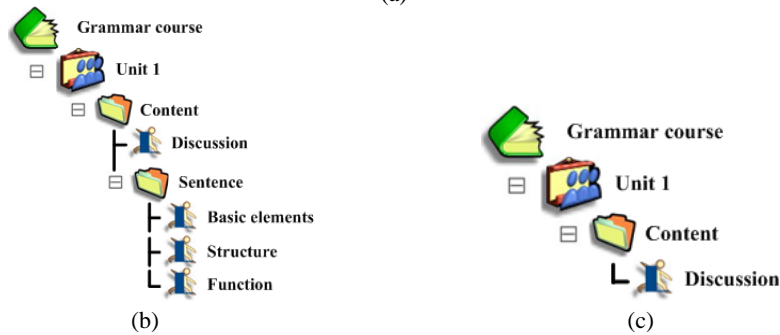 (a)
Grammar course
Unit 1
Content
Discussion
Sentence
Basic elements
Structure
Function
(b)
Grammar course
Unit 1
Content
Discussion
(c)